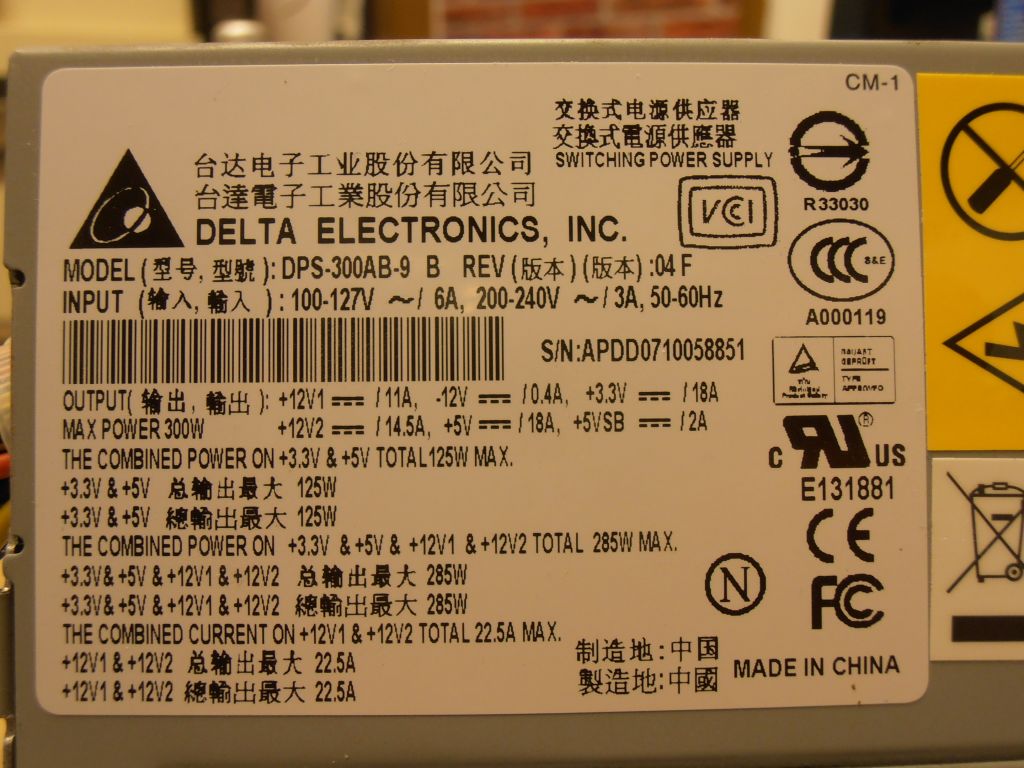 CM-1
交换式电源供应器
交換式電源供應器
SWITCHING POWER SUPPLY
台达电子工业股份有限公司
台達電子工業股份有限公司
DELTA ELECTRONICS, INC.
R33030
VCI
MODEL (型号, 型號): DPS-300AB-9 B REV (版本) (版本) :04 F
S&E
INPUT (输入, 輸入) : 100-127V ～/ 6A, 200-240V ～/ 3A, 50-60Hz
A000119
S/N:APDD0710058851
BAUART
GEPRÜFT
TYPE
APPROVED
OUTPUT( 输出, 輸出 ): +12V1 ⎓ /11A, -12V ⎓ /0.4A, +3.3V ⎓ /18A
MAX POWER 300W +12V2 ⎓ /14.5A, +5V ⎓ /18A, +5VSB ⎓ /2A
C RU ® US
E131881
THE COMBINED POWER ON +3.3V & +5V TOTAL125W MAX.
+3.3V & +5V 总输出最大 125W
+3.3V & +5V 總輸出最大 125W
CE
THE COMBINED POWER ON +3.3V & +5V & +12V1 & +12V2 TOTAL 285W MAX.
+3.3V& +5V & +12V1 & +12V2 总输出最大 285W
+3.3V& +5V & +12V1 & +12V2 總輸出最大 285W
N
FC
THE COMBINED CURRENT ON +12V1 & +12V2 TOTAL 22.5A MAX.
+12V1 & +12V2 总输出最大 22.5A
+12V1 & +12V2 總輸出最大 22.5A
制造地: 中国
製造地:中國
MADE IN CHINA